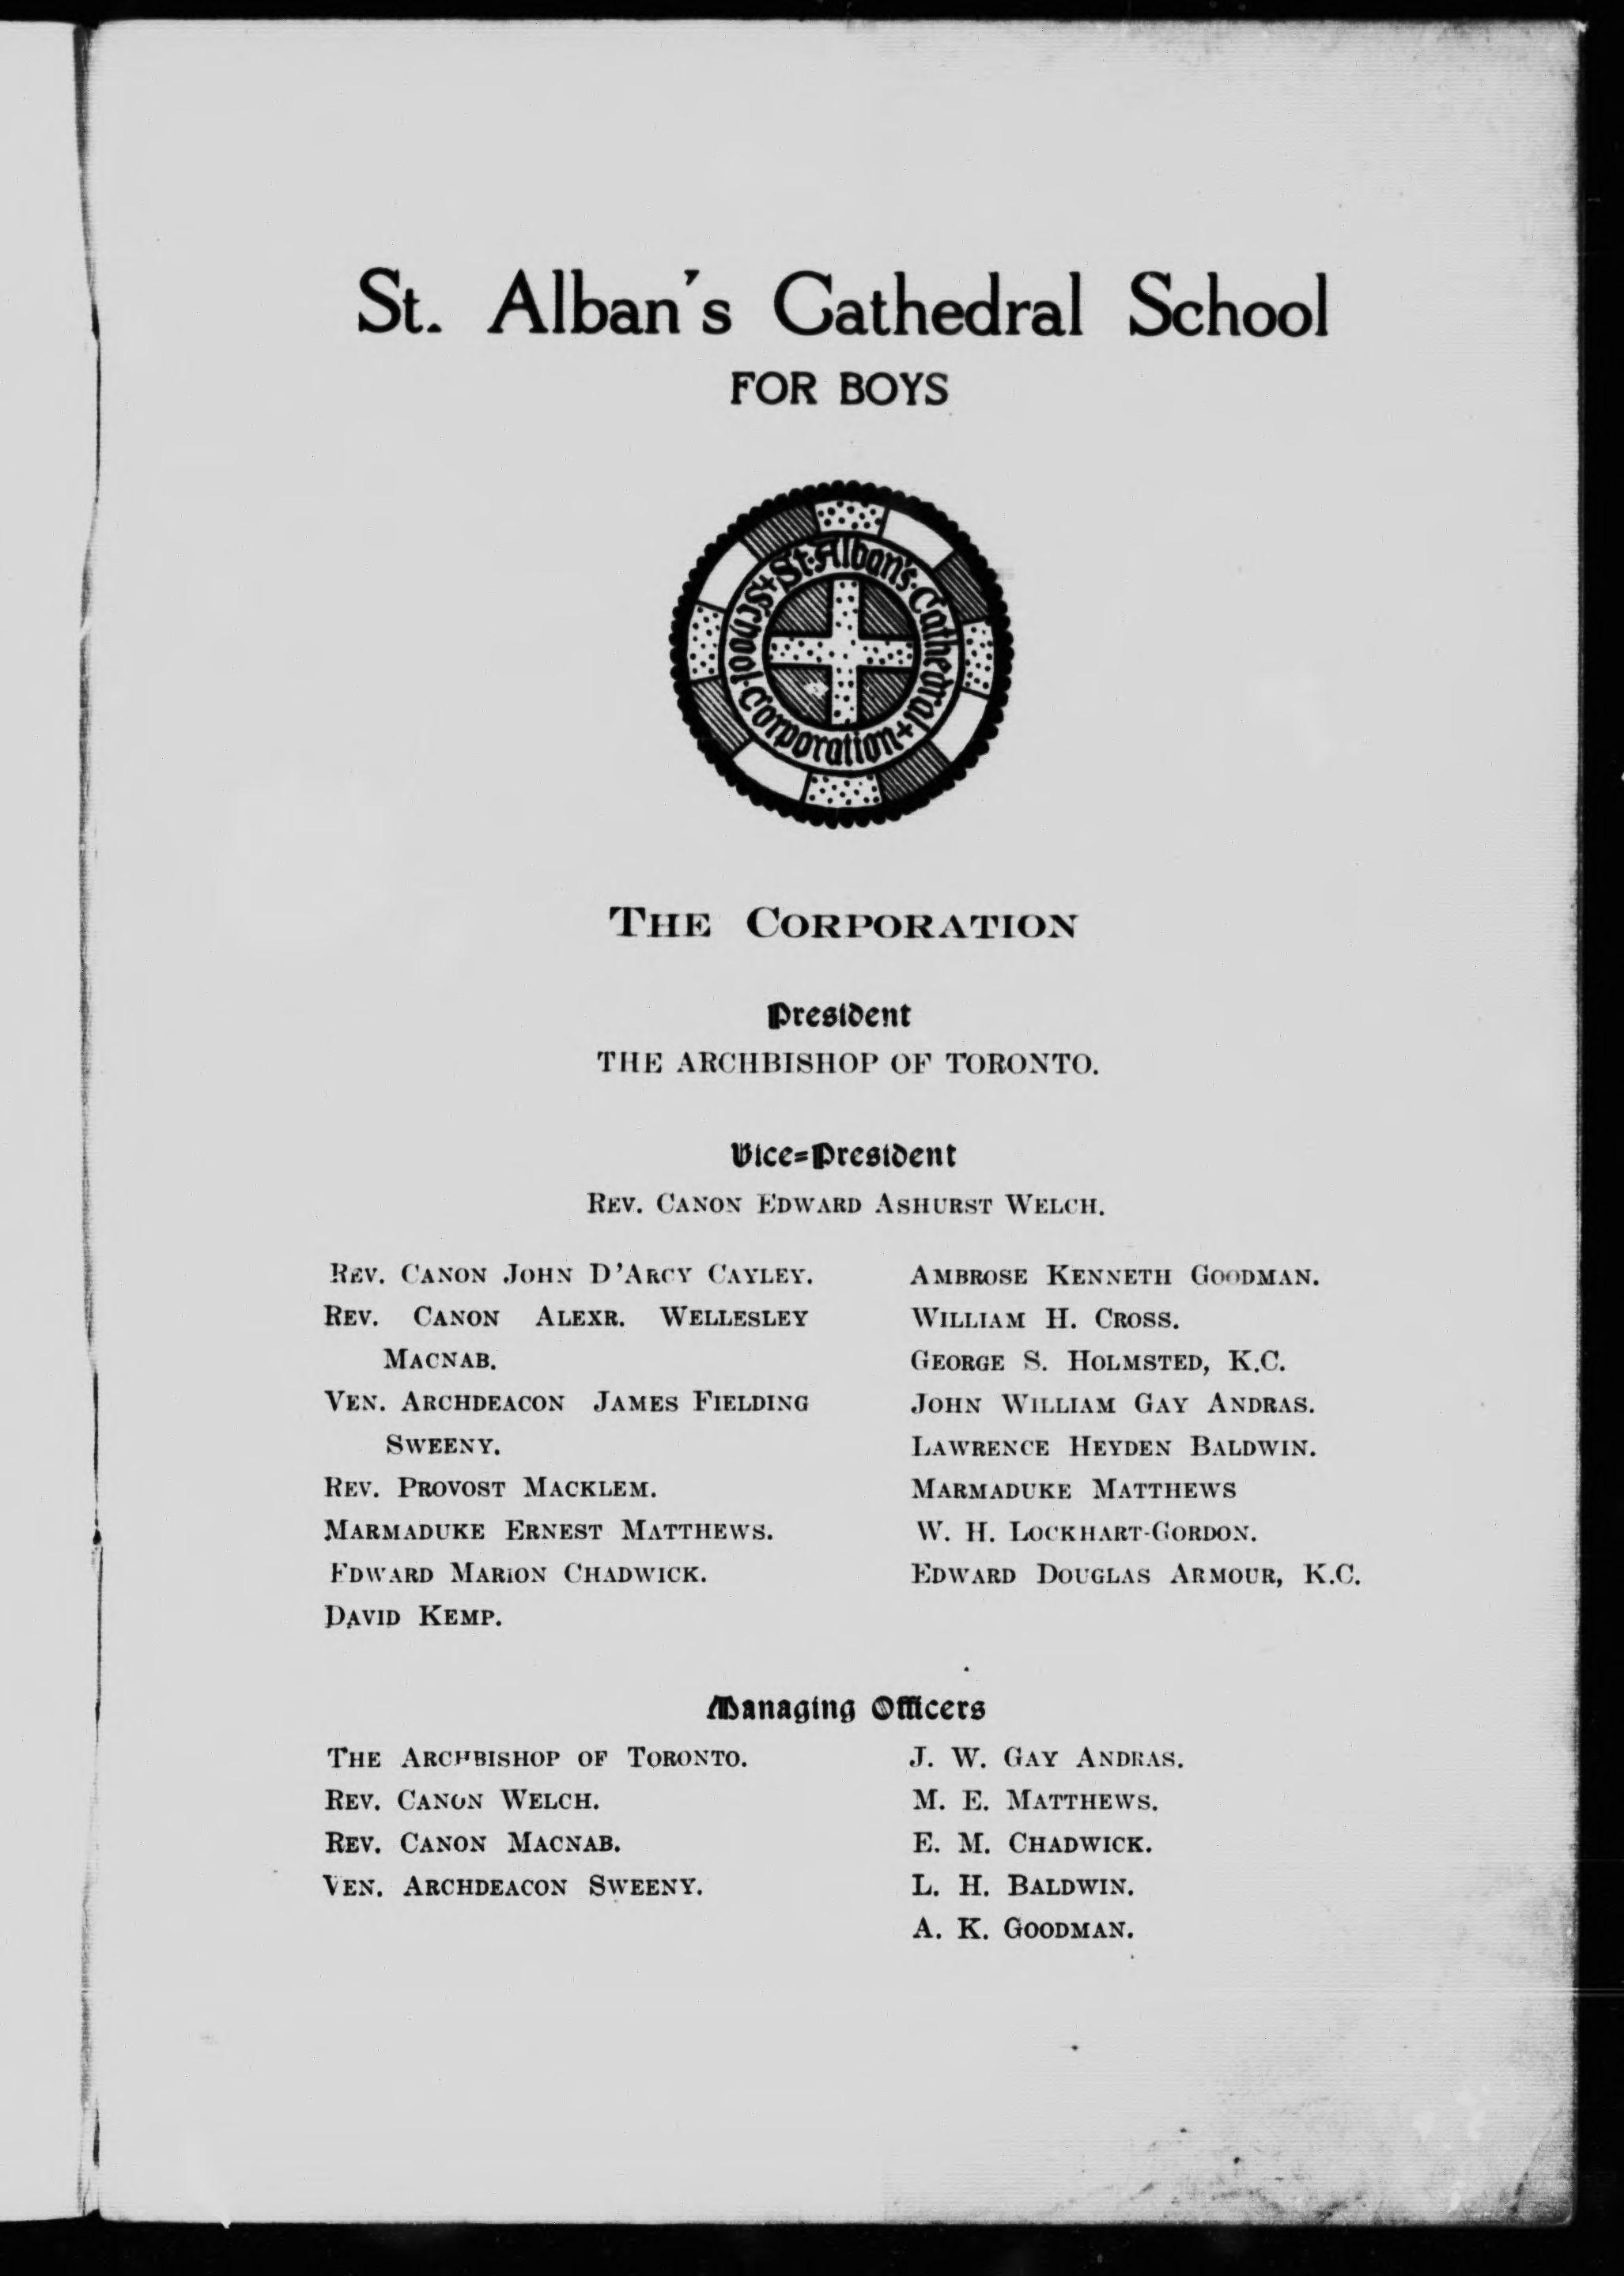 St. Alban's Cathedral School
FOR BOYS
St. Alban's. Cathedral + School. Corporation +
THE CORPORATION
President
THE ARCHBISHOP OF TORONTO.
Vice=President
REV. CANON EDWARD ASHURST WELCH.
REV. CANON JOHN D'ARCY CAYLEY.
REV. CANON ALEXR. WELLESLEY
MACNAB.
VEN. ARCHDEACON JAMES FIELDING
SWEENY.
REV. PROVOST MACKLEM.
MARMADUKE ERNEST MATTHEWS.
EDWARD MARION CHADWICK.
DAVID KEMP.
AMBROSE KENNETH GOODMAN.
WILLIAM H. CROSS.
GEORGE S. HOLMSTED, K.C.
JOHN WILLIAM GAY ANDRAS.
LAWRENCE HEYDEN BALDWIN.
MARMADUKE MATTHEWS
W. H. LOCKHART-GORDON.
EDWARD DOUGLAS ARMOUR, K.C.
Managing Officers
THE ARCHBISHOP OF TORONTO.
REV. CANON WELCH.
REV. CANON MACNAB.
VEN. ARCHDEACON SWEENY.
J. W. GAY ANDRAS.
M. E. MATTHEWS.
E. M. CHADWICK.
L. H. BALDWIN.
A. K. GOODMAN.